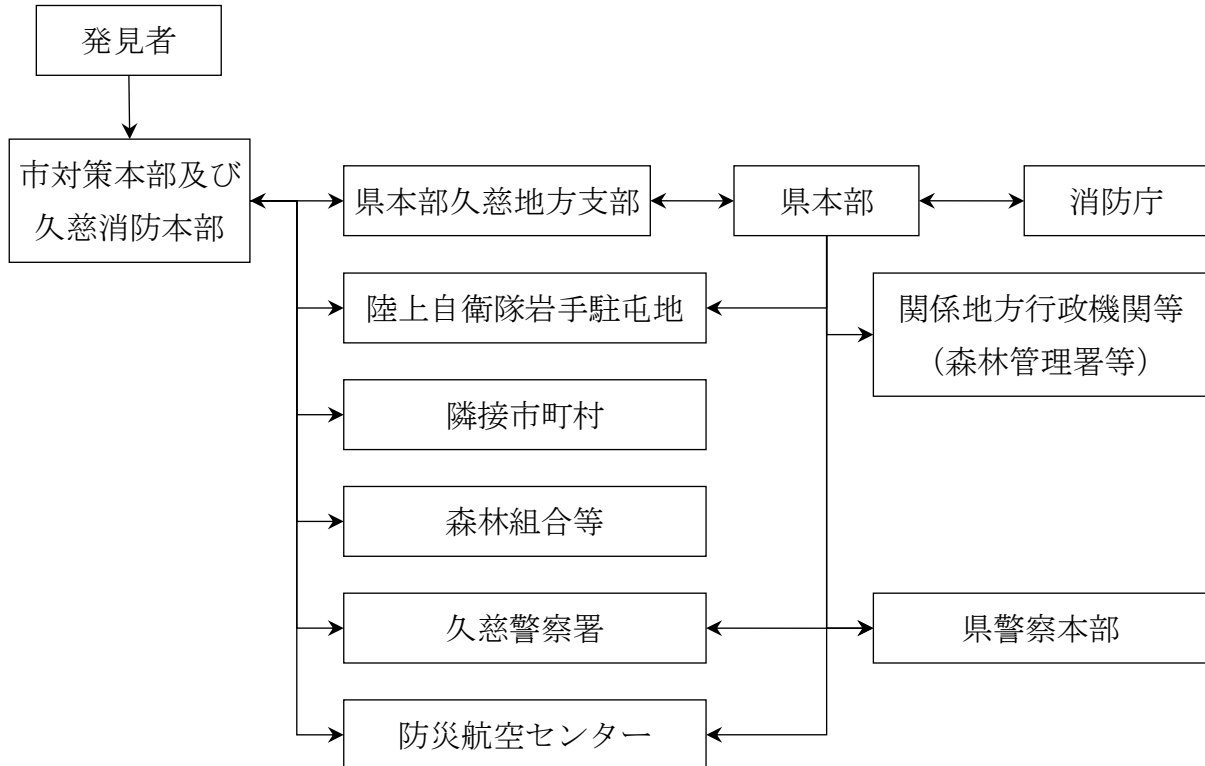 発見者
市対策本部及び
久慈消防本部
県本部久慈地方支部
県本部
消防庁
陸上自衛隊岩手駐屯地
関係地方行政機関等
（森林管理署等）
隣接市町村
森林組合等
久慈警察署
県警察本部
防災航空センター